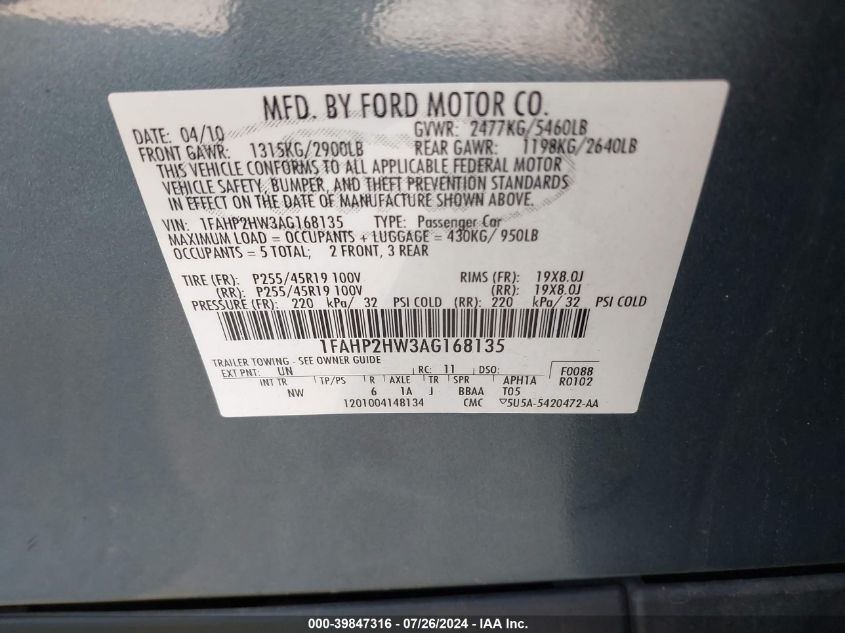 MFD. BY FORD MOTOR CO.
DATE: 04/10 GVWR: 2477KG/5460LB
FRONT GAWR: 1315KG/2900LB REAR GAWR: 1198KG/2640LB
THIS VEHICLE CONFORMS TO ALL APPLICABLE FEDERAL MOTOR
VEHICLE SAFETY, BUMPER, AND THEFT PREVENTION STANDARDS
IN EFFECT ON THE DATE OF MANUFACTURE SHOWN ABOVE.
VIN: 1FAHP2HW3AG168135 TYPE: Passenger Car
MAXIMUM LOAD = OCCUPANTS + LUGGAGE = 430KG/ 950LB
OCCUPANTS = 5 TOTAL; 2 FRONT, 3 REAR
TIRE (FR): P255/45R19 100V RIMS (FR): 19X8.0J
(RR): P255/45R19 100V (RR): 19X8.0J
PRESSURE (FR): 220 kPa/ 32 PSI COLD (RR): 220 kPa/ 32 PSI COLD
1FAHP2HW3AG168135
TRAILER TOWING - SEE OWNER GUIDE
EXT PNT: UN RC: 11 DSO: F0088
INT TR TP/PS R AXLE TR SPR APH1A R0102
NW 6 1A J BBAA T05
1201004148134 CMC 5U5A-5420472-AA
000-39847316 | 07/26/2024 | IAA Inc.